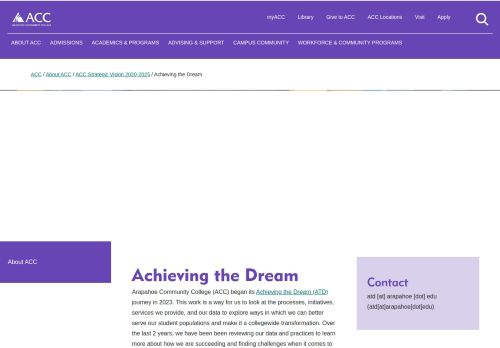 ACC
ARAPAHOE COMMUNITY COLLEGE
myACC Library Give to ACC ACC Locations Visit Apply
ABOUT ACC ADMISSIONS ACADEMICS & PROGRAMS ADVISING & SUPPORT CAMPUS COMMUNITY WORKFORCE & COMMUNITY PROGRAMS
ACC / About ACC / ACC Strategic Vision 2020-2025 / Achieving the Dream
About ACC
Achieving the Dream
Arapahoe Community College (ACC) began its Achieving the Dream (ATD)
journey in 2023. This work is a way for us to look at the processes, initiatives,
services we provide, and our data to explore ways in which we can better
serve our student populations and make it a collegewide transformation. Over
the last 2 years, we have been been reviewing our data and practices to learn
more about how we are succeeding and finding challenges when it comes to
Contact
atd [at] arapahoe [dot] edu
(atd[at]arapahoe[dot]edu)